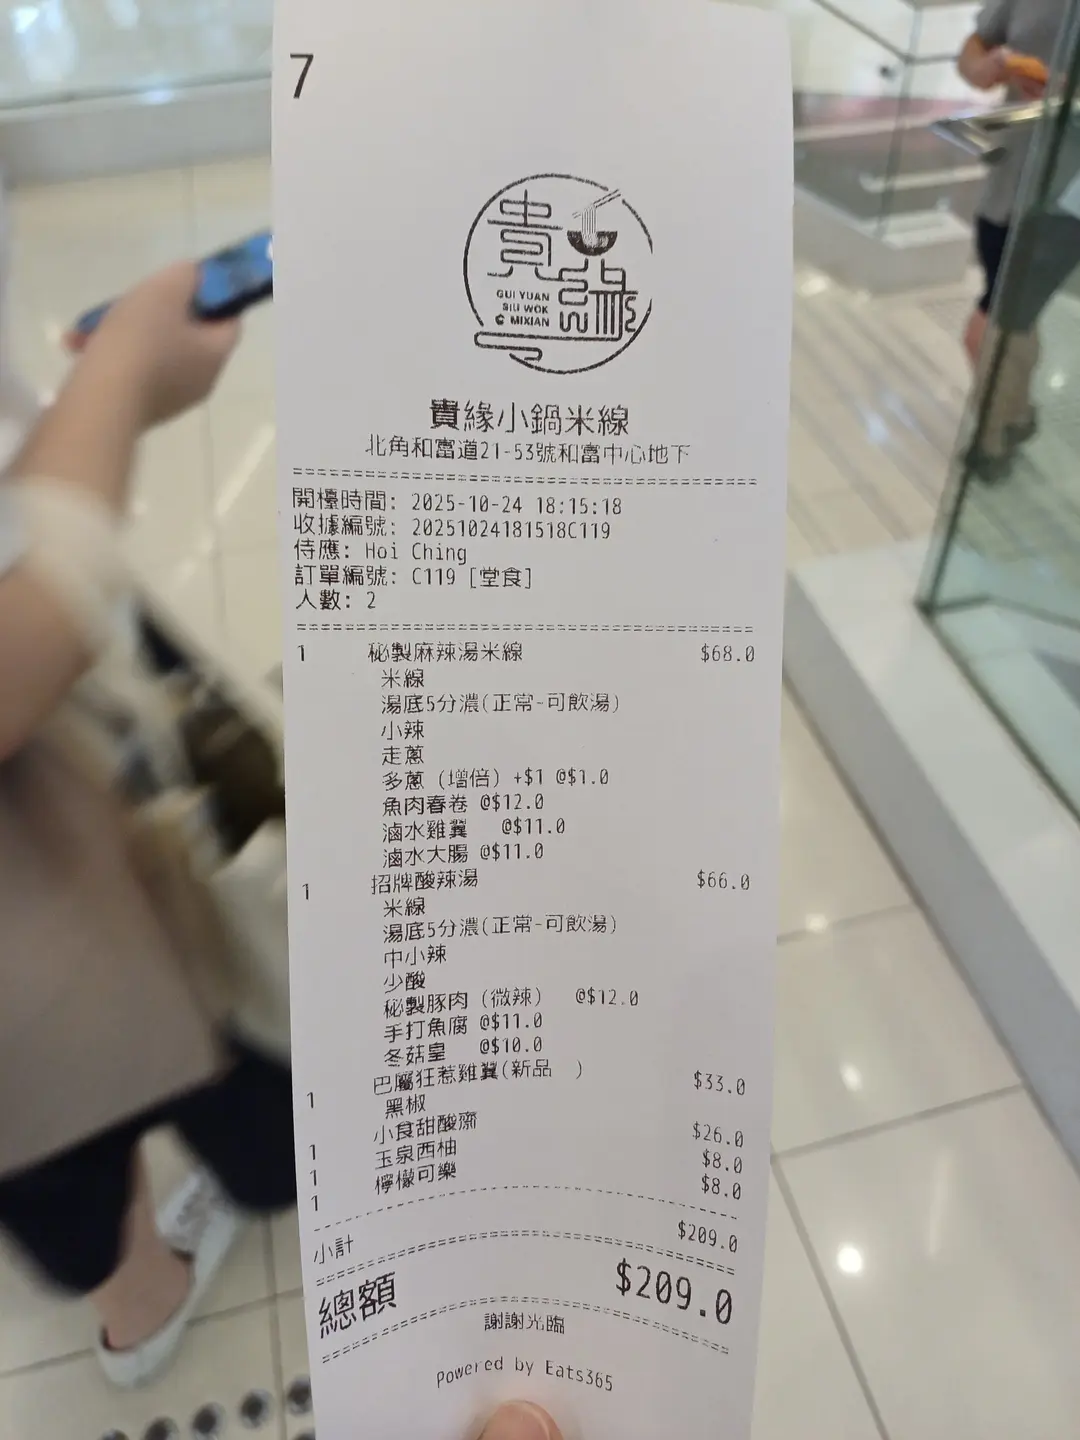 7
貴緣
GUI YUAN
SIU WOK
MIXIAN
貴緣小鍋米線
北角和富道21-53號和富中心地下
開檯時間: 2025-10-24 18:15:18
收據編號: 20251024181518C119
侍應: Hoi Ching
訂單編號: C119 [堂食]
人數: 2
1 秘製麻辣湯米線 $68.0
米線
湯底5分濃(正常-可飲湯)
小辣
走蔥
多蔥 (增倍) +$1 @$1.0
魚肉春卷 @$12.0
滷水雞翼 @$11.0
滷水大腸 @$11.0
1 招牌酸辣湯 $66.0
米線
湯底5分濃(正常-可飲湯)
中小辣
少酸
秘製豚肉 (微辣) @$12.0
手打魚腐 @$11.0
冬菇皇 @$10.0
1 巴屬狂惹雞翼(新品 ) $33.0
黑椒
1 小食甜酸齋 $26.0
1 玉泉西柚 $8.0
1 檸檬可樂 $8.0
小計 $209.0
總額 $209.0
謝謝光臨
Powered by Eats365